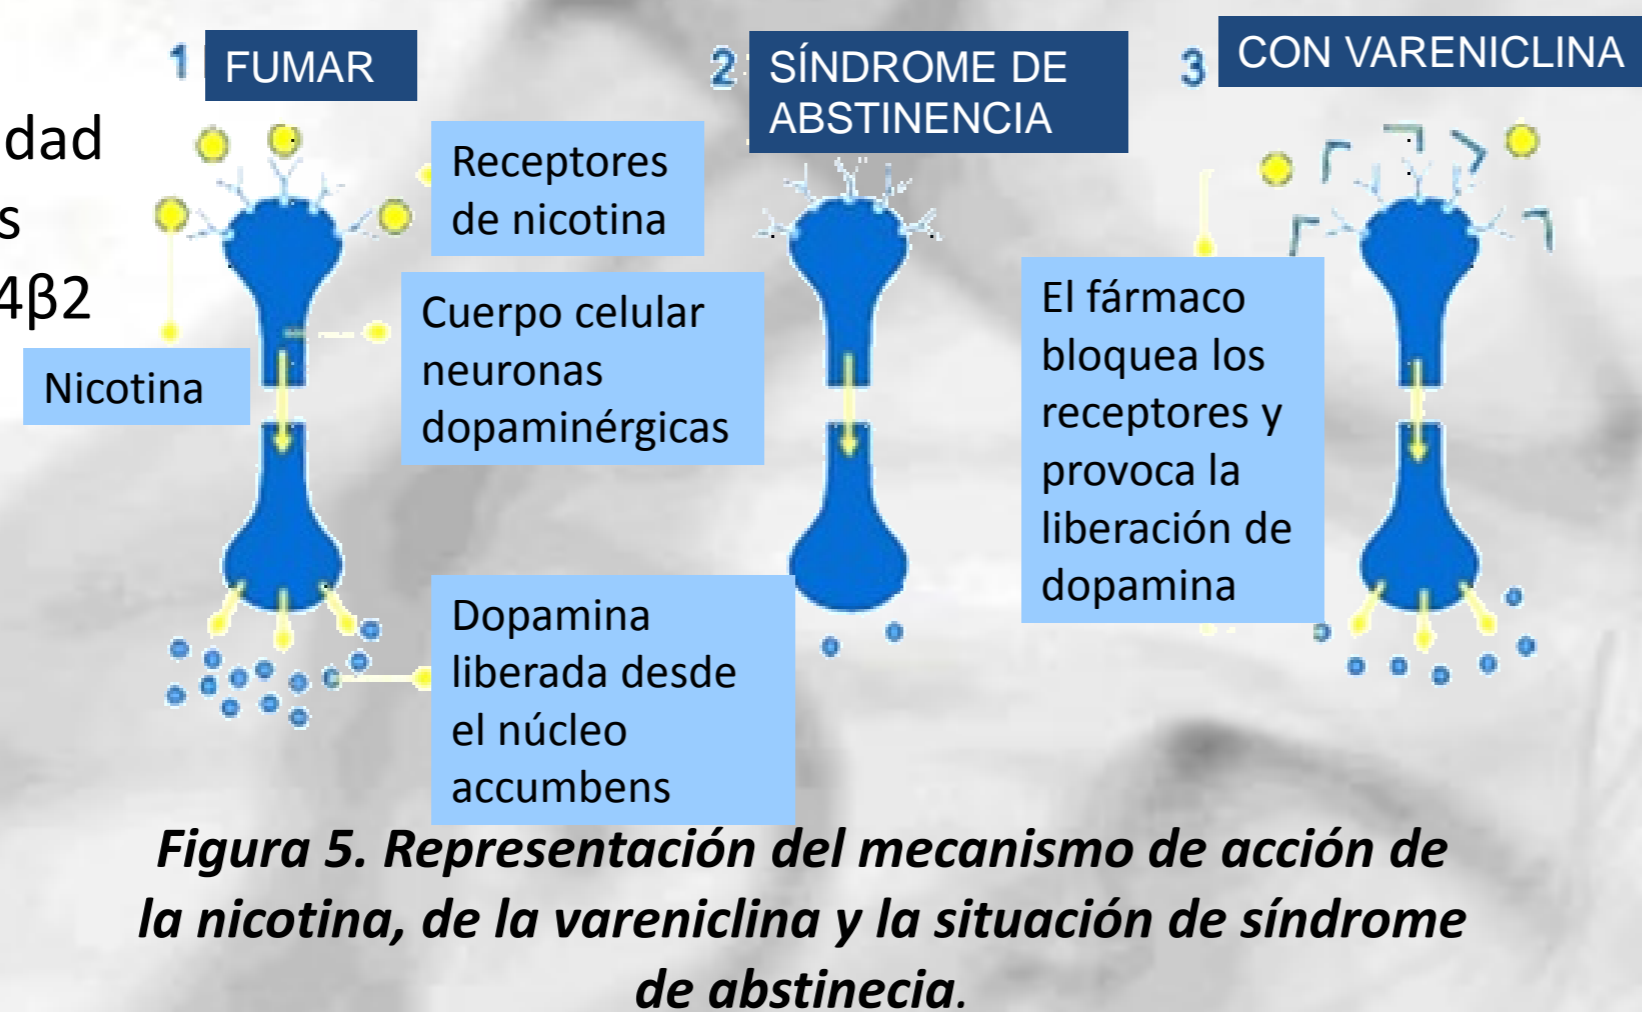 1 FUMAR
2 SÍNDROME DE
ABSTINENCIA
3 CON VARENICLINA
dad
s
4β2
Receptores
de nicotina
Nicotina
Cuerpo celular
neuronas
dopaminérgicas
El fármaco
bloquea los
receptores y
provoca la
liberación de
dopamina
Dopamina
liberada desde
el núcleo
accumbens
Figura 5. Representación del mecanismo de acción de
la nicotina, de la vareniclina y la situación de síndrome
de abstinecia.